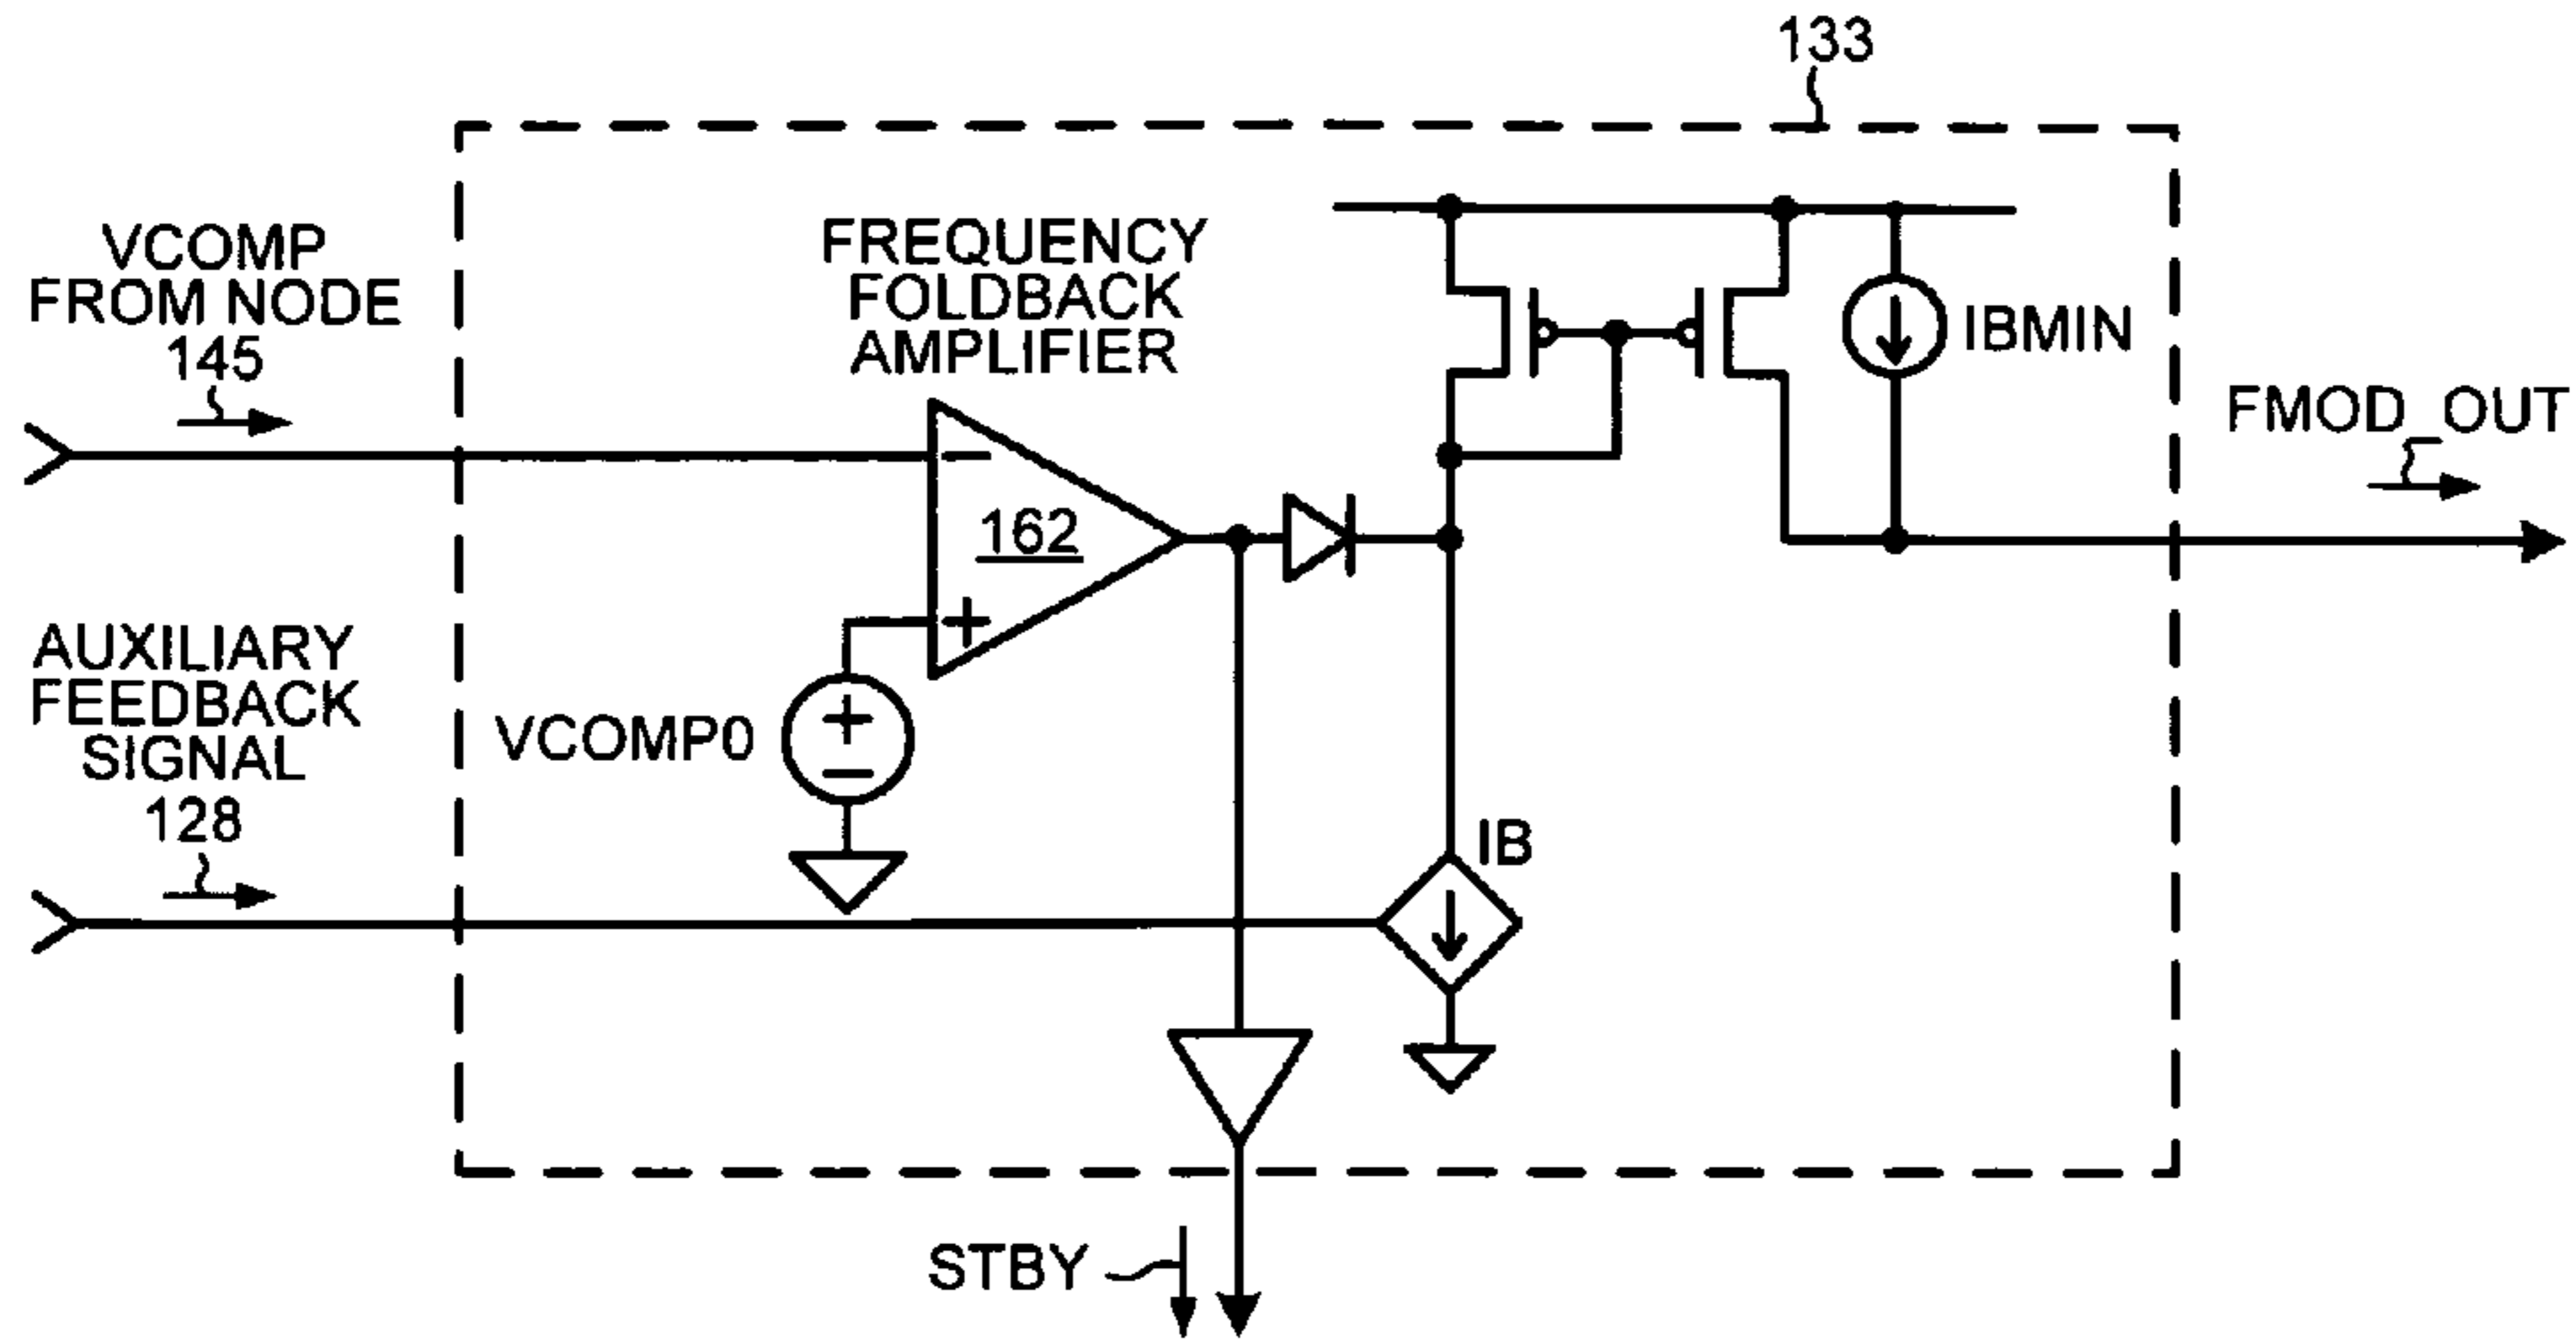 133
VCOMP
FROM NODE
145
FREQUENCY
FOLDBACK
AMPLIFIER
IBMIN
FMOD_OUT
162
AUXILIARY
FEEDBACK
SIGNAL
128
VCOMP0
IB
STBY